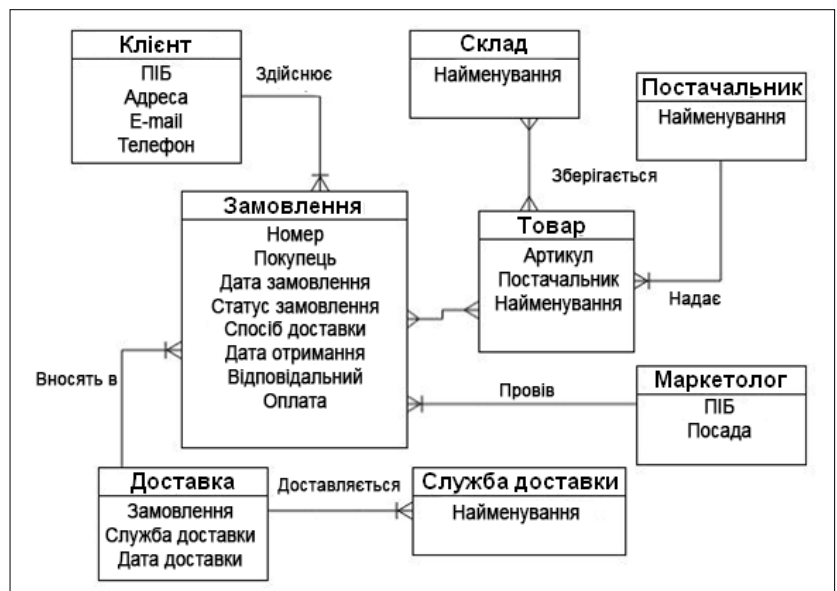 Клієнт
ПІБ
Адреса
E-mail
Телефон
Здійснює
Склад
Найменування
Постачальник
Найменування
Зберігається
Замовлення
Номер
Покупець
Дата замовлення
Статус замовлення
Спосіб доставки
Дата отримання
Відповідальний
Оплата
Товар
Артикул
Постачальник
Найменування
Надає
Вносять в
Провів
Маркетолог
ПІБ
Посада
Доставка
Замовлення
Служба доставки
Дата доставки
Доставляється
Служба доставки
Найменування